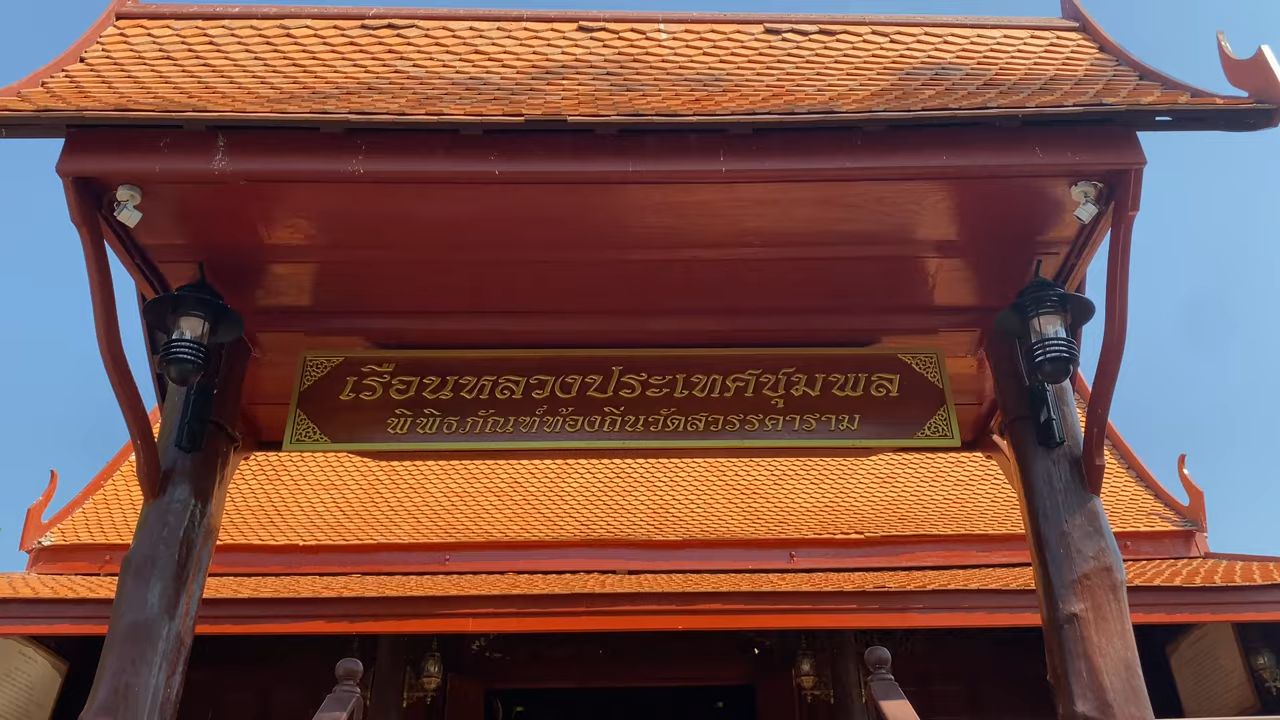 เรือนหลวงประเทศชุมพล
พิพิธภัณฑ์ท้องถิ่นวัดสวรรคาราม